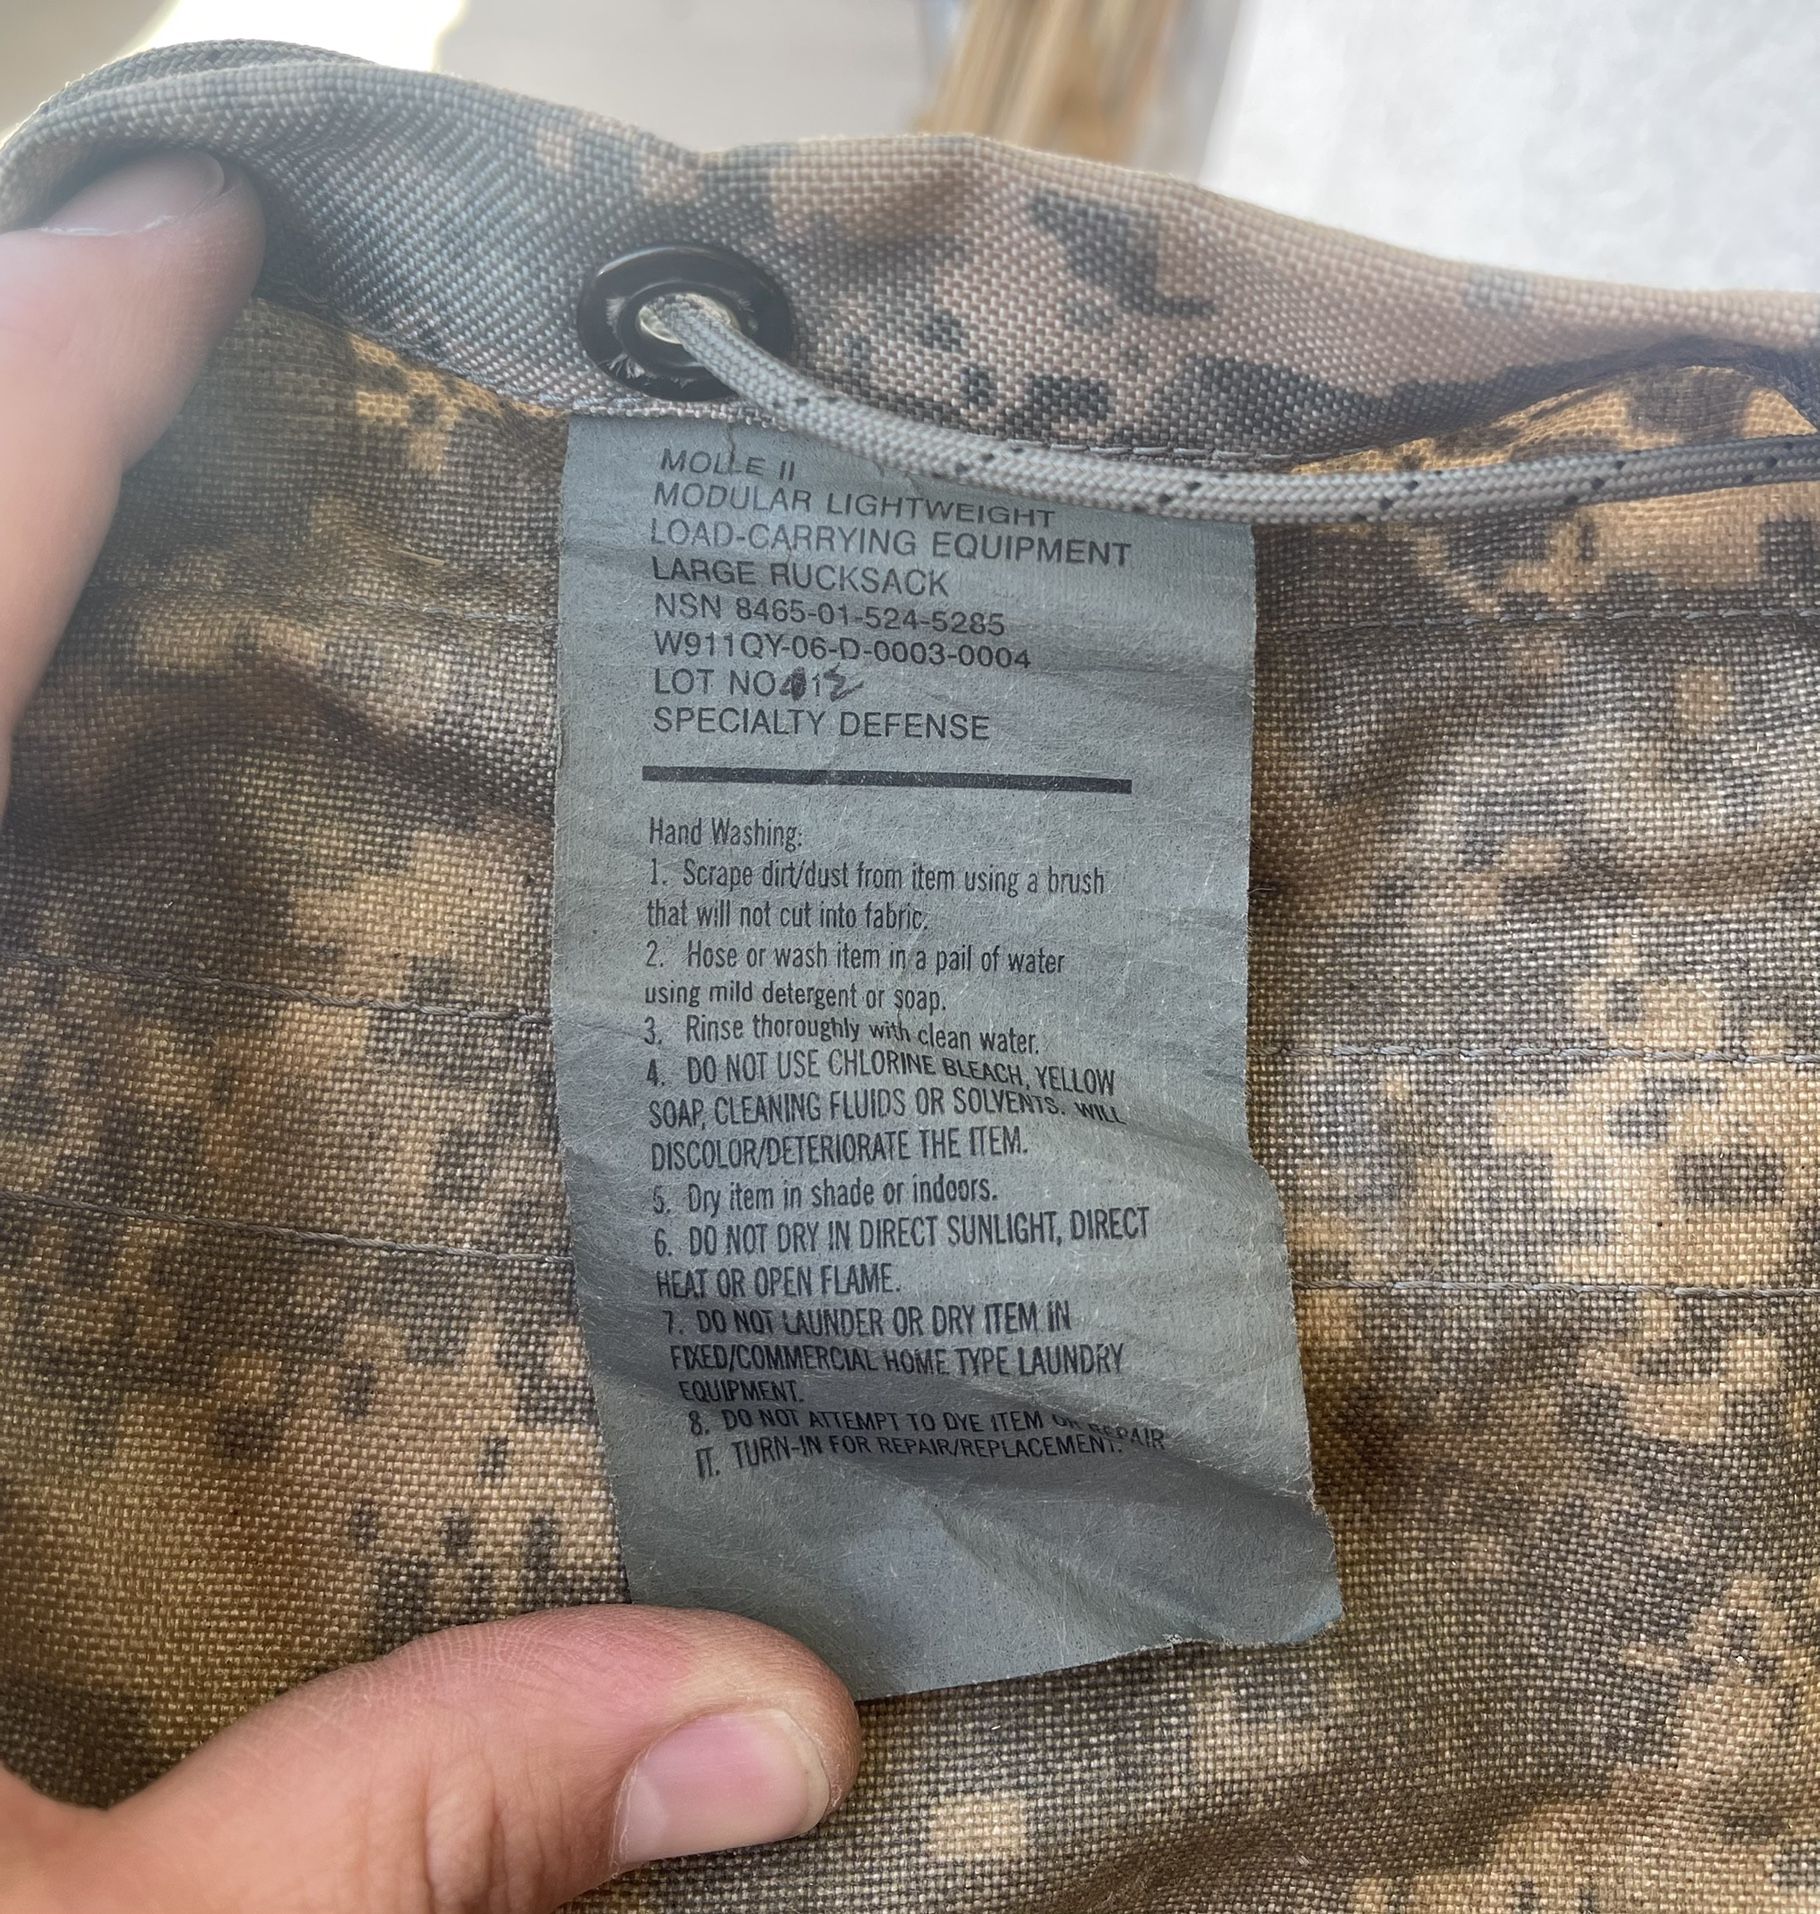 MOLLE II
MODULAR LIGHTWEIGHT
LOAD-CARRYING EQUIPMENT
LARGE RUCKSACK
NSN 8465-01-524-5285
W911QY-06-D-0003-0004
LOT NO
SPECIALTY DEFENSE
Hand Washing:
1. Scrape dirt/dust from item using a brush
that will not cut into fabric.
2. Hose or wash item in a pail of water
using mild detergent or soap.
3. Rinse thoroughly with clean water.
4. DO NOT USE CHLORINE BLEACH, YELLOW
SOAP, CLEANING FLUIDS OR SOLVENTS. WILL
DISCOLOR/DETERIORATE THE ITEM.
5. Dry item in shade or indoors.
6. DO NOT DRY IN DIRECT SUNLIGHT, DIRECT
HEAT OR OPEN FLAME.
7. DO NOT LAUNDER OR DRY ITEM IN
FIXED/COMMERCIAL HOME TYPE LAUNDRY
EQUIPMENT.
8. DO NOT ATTEMPT TO DYE ITEM OR REPAIR
IT. TURN-IN FOR REPAIR/REPLACEMENT.